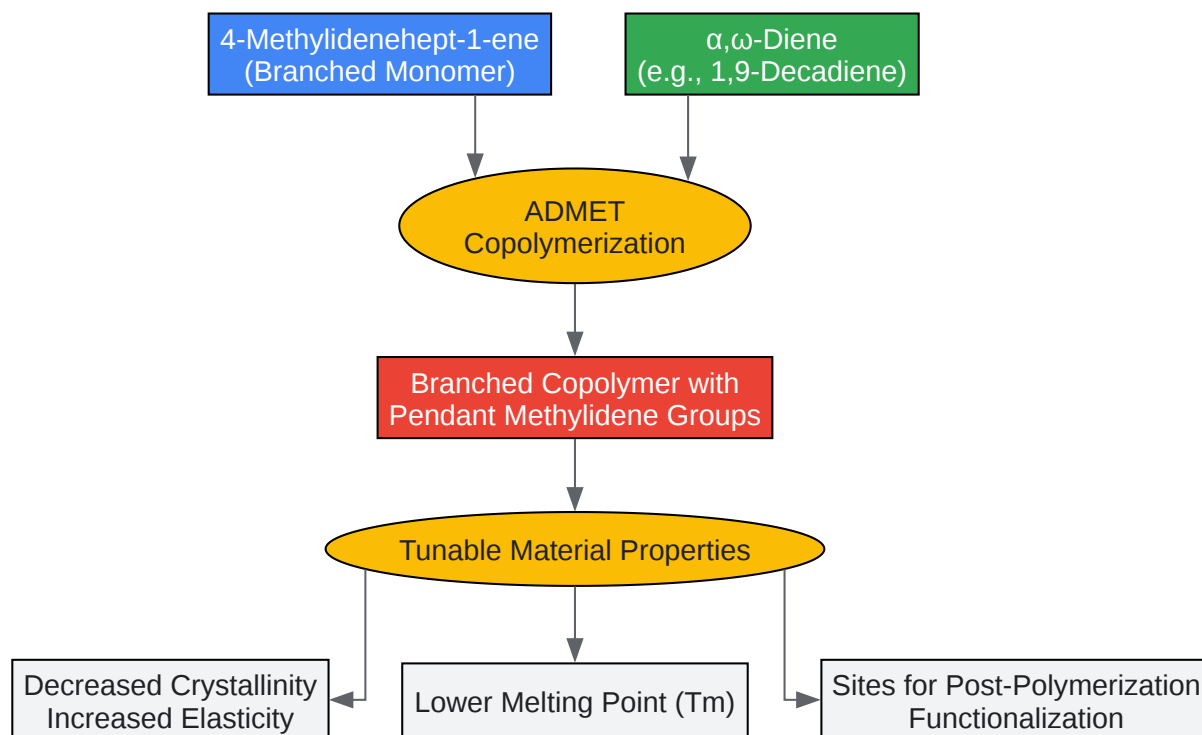 4-Methylidenehept-1-ene
(Branched Monomer)
α,ω-Diene
(e.g., 1,9-Decadiene)
ADMET
Copolymerization
Branched Copolymer with
Pendant Methylidene Groups
Tunable Material Properties
Decreased Crystallinity
Increased Elasticity
Lower Melting Point (Tm)
Sites for Post-Polymerization
Functionalization